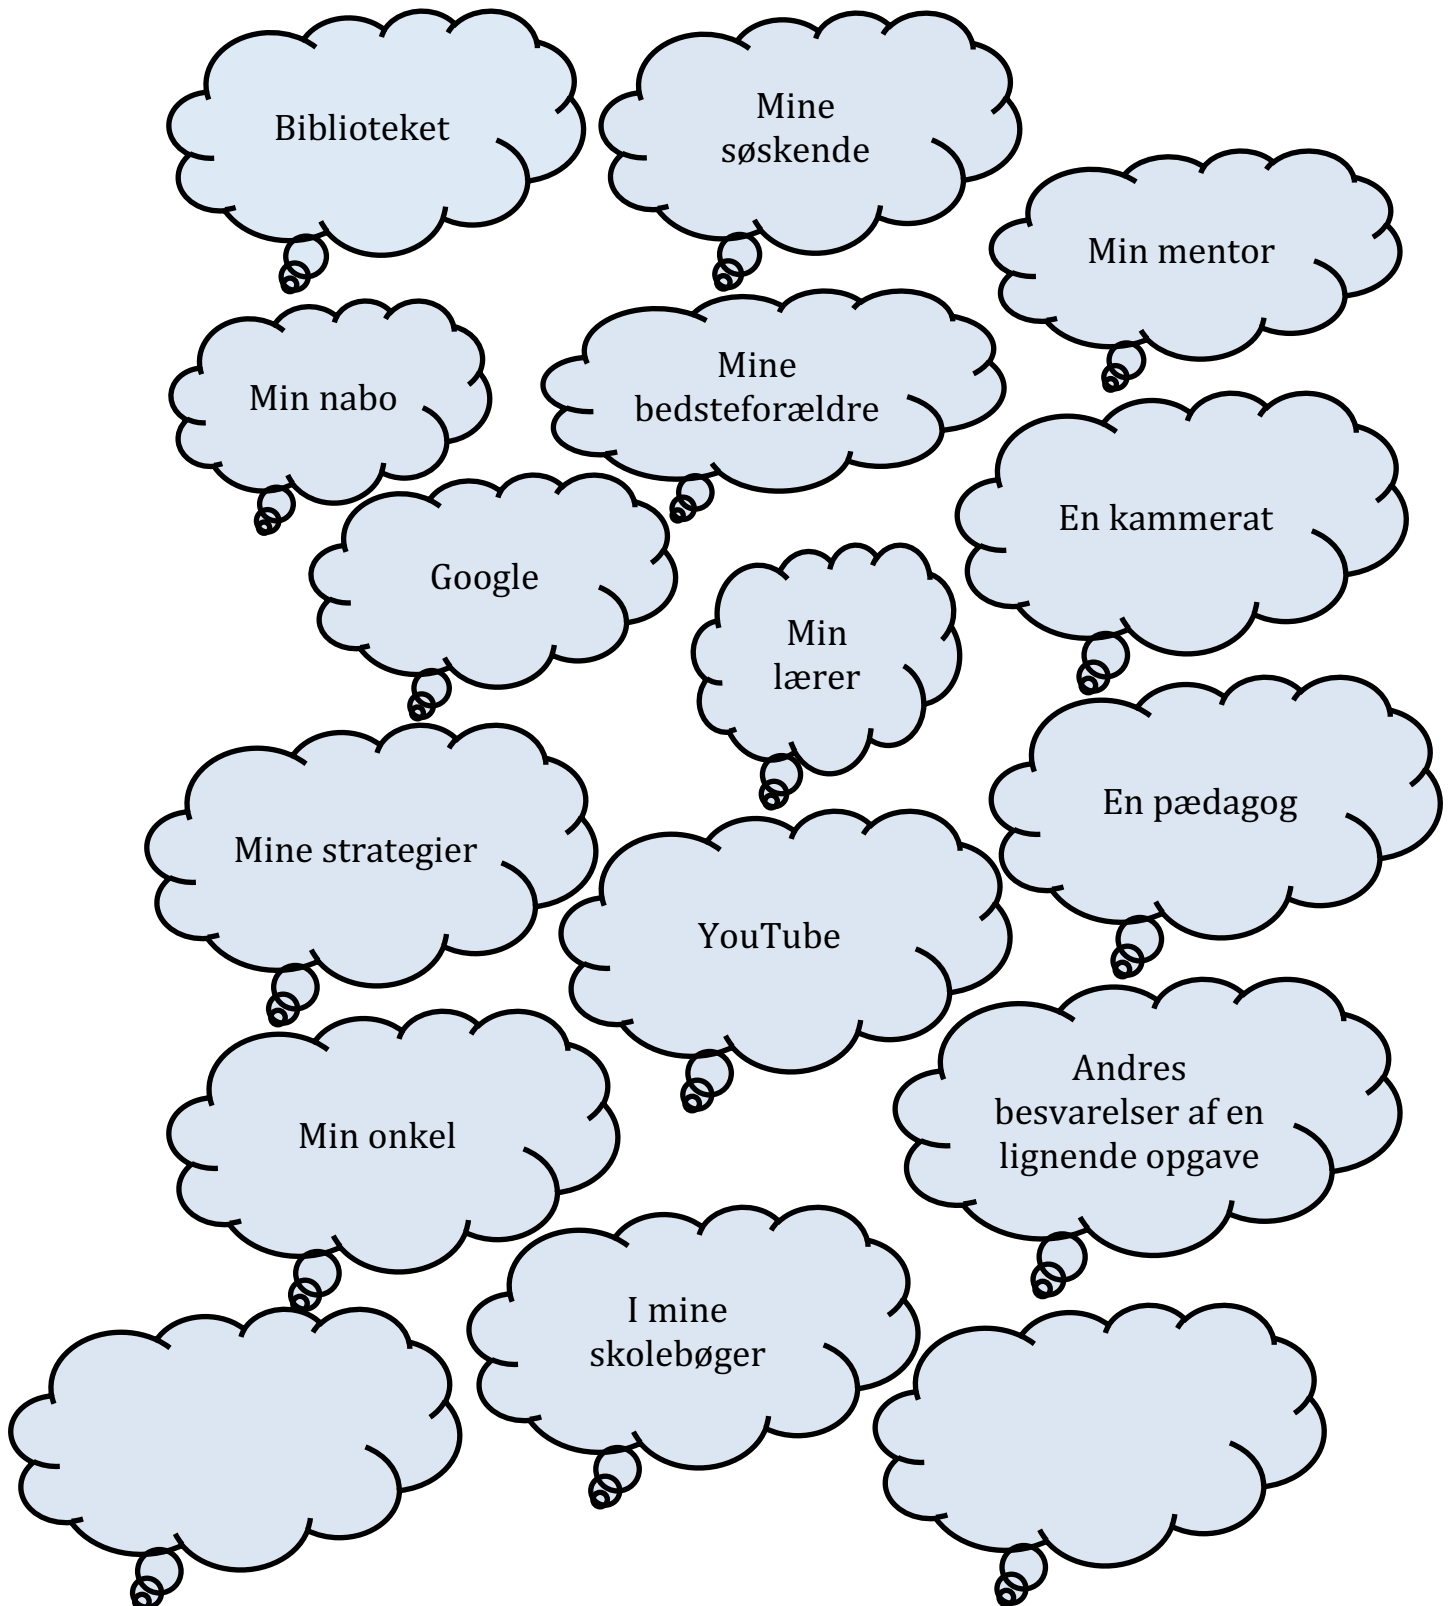 Biblioteket
Mine
søskende
Min mentor
Min nabo
Mine
bedsteforældre
En kammerat
Google
Min
lærer
En pædagog
Mine strategier
YouTube
Andres
besvarelser af en
lignende opgave
Min onkel
I mine
skolebøger